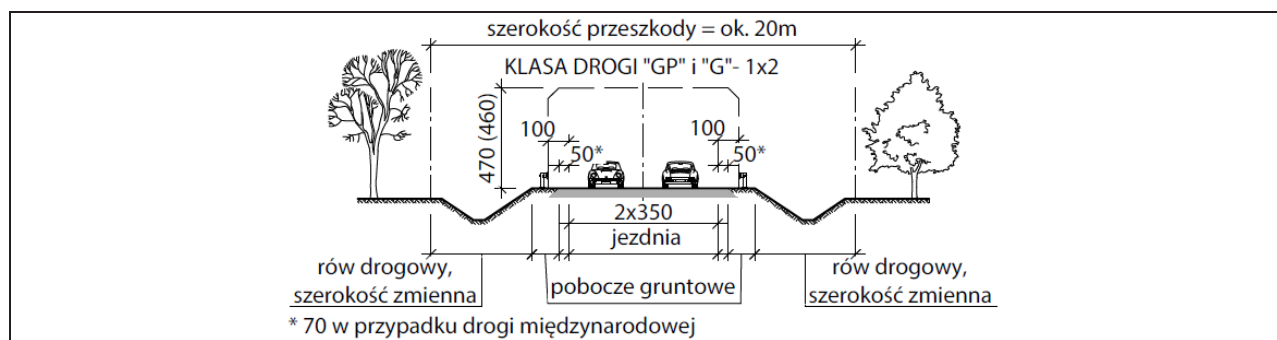 szerokość przeszkody = ok. 20m
KLASA DROGI "GP" i "G"- 1x2
470 (460)
100
100
50*
50*
2x350
jezdnia
rów drogowy,
szerokość zmienna
pobocze gruntowe
rów drogowy,
szerokość zmienna
* 70 w przypadku drogi międzynarodowej